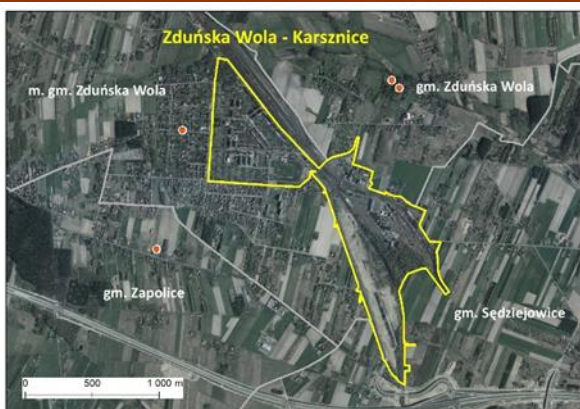 Zduńska Wola - Karsznice
m. gm. Zduńska Wola
gm. Zduńska Wola
gm. Zapolice
gm. Sędziejowice
0 500 1 000 m